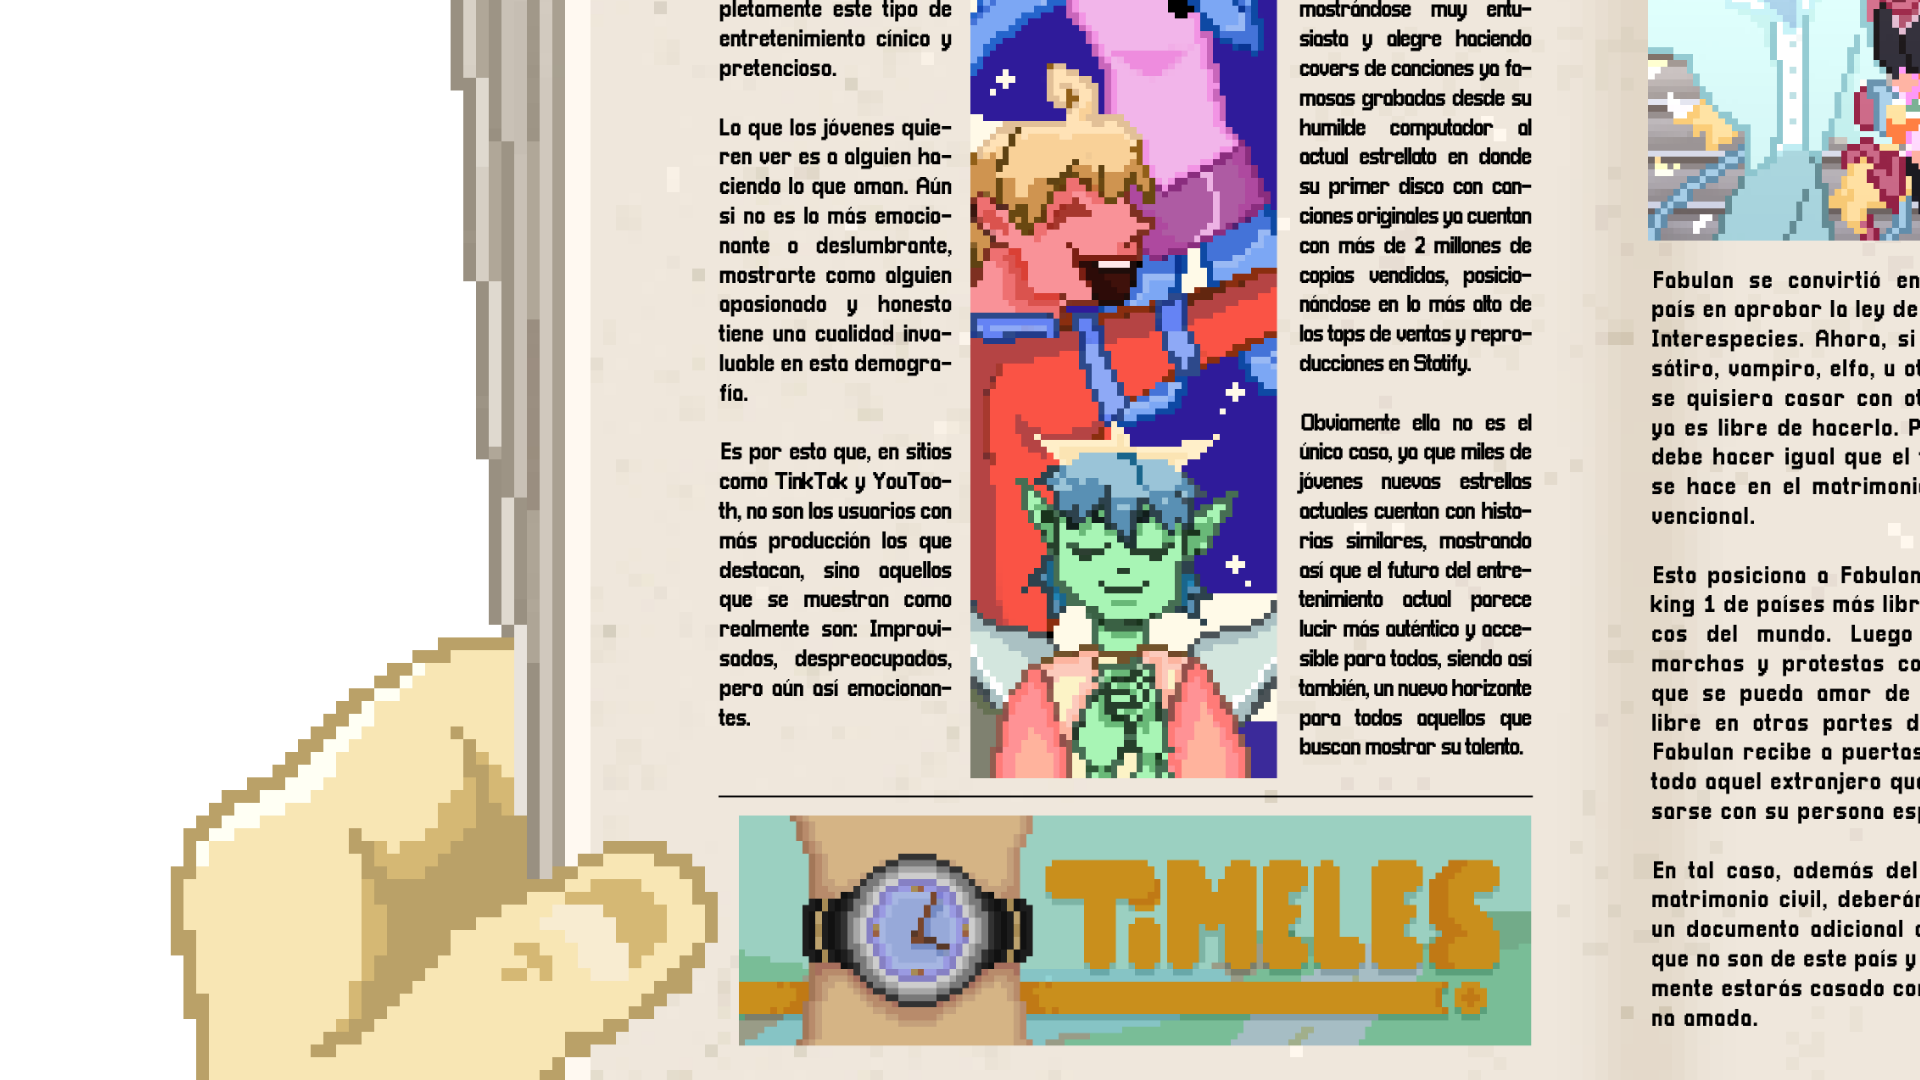 pletamente este tipo de
entretenimiento cínico y
pretencioso.
Lo que los jóvenes quie-
ren ver es a alguien ha-
ciendo lo que aman. Aún
si no es lo más emocio-
nante o deslumbrante,
mostrarte como alguien
apasionado y honesto
tiene una cualidad inva-
luable en esta demogra-
fía.
Es por esto que, en sitios
como TinkTok y YouToo-
th, no son los usuarios con
más producción los que
destacan, sino aquellos
que se muestran como
realmente son: Improvi-
sados, despreocupados,
pero aún así emocionan-
tes.
mostrándose muy entu-
siasta y alegre haciendo
covers de canciones ya fa-
mosas grabadas desde su
humilde computador al
actual estrellato en donde
su primer disco con can-
ciones originales ya cuentan
con más de 2 millones de
copias vendidas, posicio-
nándose en lo más alto de
los tops de ventas y repro-
ducciones en Stotify.
Obviamente ella no es el
único caso, ya que miles de
jóvenes nuevas estrellas
actuales cuentan con histo-
rias similares, mostrando
así que el futuro del entre-
tenimiento actual parece
lucir más auténtico y acce-
sible para todos, siendo así
también, un nuevo horizonte
para todos aquellos que
buscan mostrar su talento.
TiMELES
Fabulan se convirtió en
país en aprobar la ley de
Interespecies. Ahora, si
sátiro, vampiro, elfo, u
se quisiera casar con
ya es libre de hacerlo.
debe hacer igual que el
se hace en el
vencional.
Esto posiciona a Fabulan
king 1 de países más
cos del mundo. Luego
marchas y protestas
que se pueda amar de
libre en otras partes
Fabulan recibe a puertas
todo aquel extranjero
sarse con su persona
En tal caso, además del
matrimonio civil,
un documento adicional
que no son de este país y
mente estarás casado
na amada.